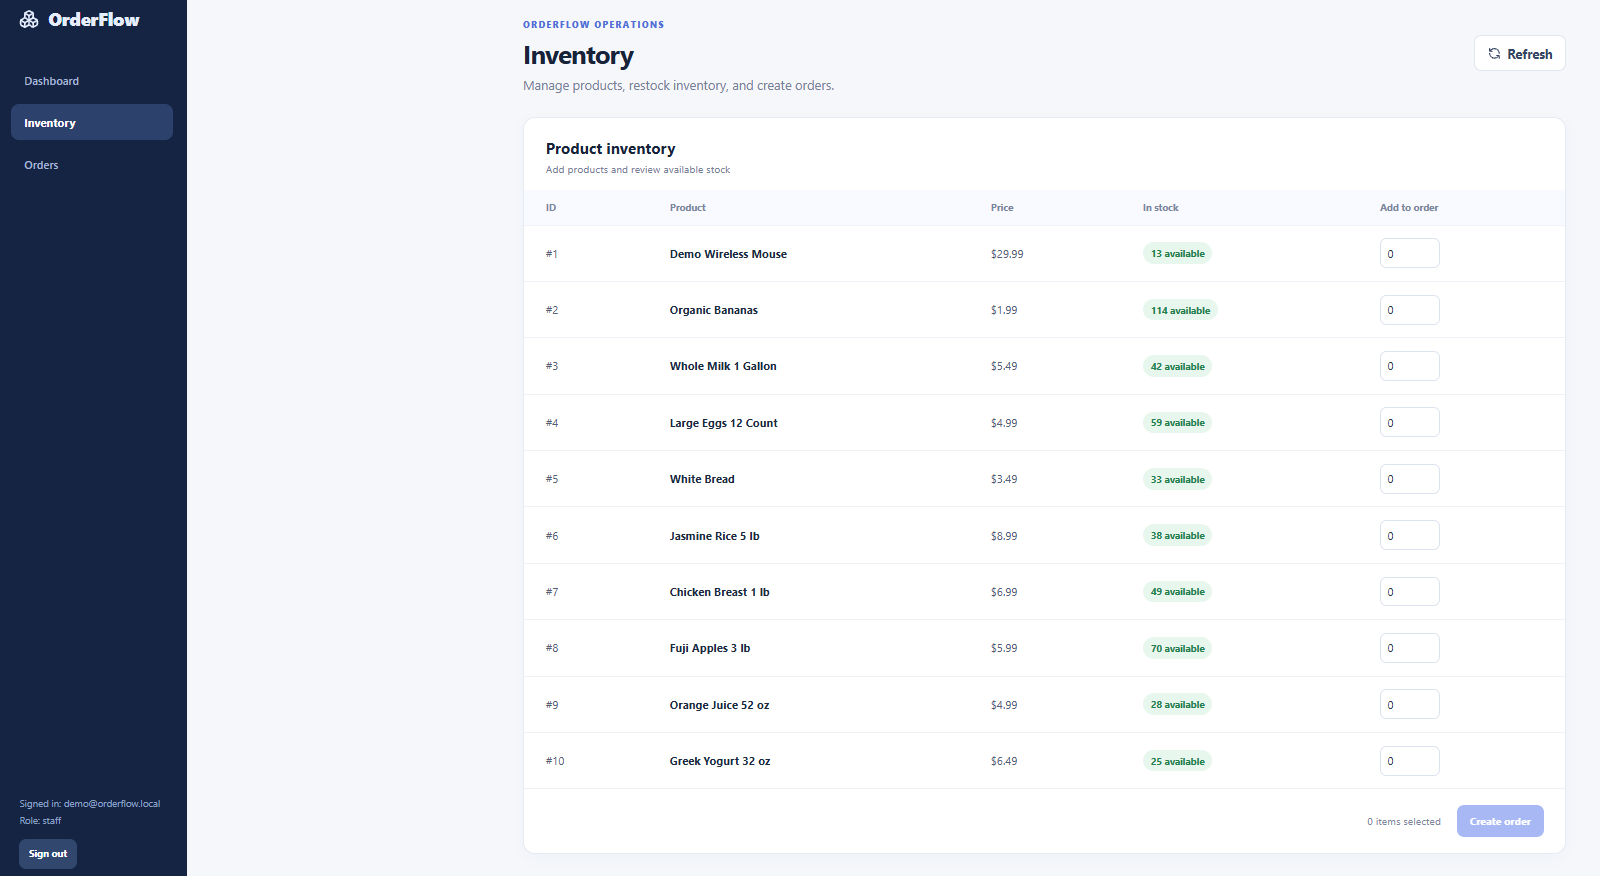 OrderFlow
Dashboard
Inventory
Orders
Signed in: demo@orderflow.local
Role: staff
Sign out
ORDERFLOW OPERATIONS
Inventory
Manage products, restock inventory, and create orders.
Refresh
Product inventory
Add products and review available stock
ID Product Price In stock Add to order
#1 Demo Wireless Mouse $29.99 13 available 0
#2 Organic Bananas $1.99 114 available 0
#3 Whole Milk 1 Gallon $5.49 42 available 0
#4 Large Eggs 12 Count $4.99 59 available 0
#5 White Bread $3.49 33 available 0
#6 Jasmine Rice 5 lb $8.99 38 available 0
#7 Chicken Breast 1 lb $6.99 49 available 0
#8 Fuji Apples 3 lb $5.99 70 available 0
#9 Orange Juice 52 oz $4.99 28 available 0
#10 Greek Yogurt 32 oz $6.49 25 available 0
0 items selected Create order